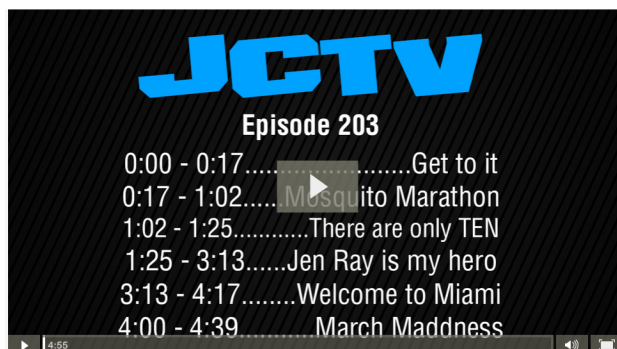 JCTV
Episode 203
0:00 - 0:17.......................Get to it
0:17 - 1:02......Mosquito Marathon
1:02 - 1:25............There are only TEN
1:25 - 3:13......Jen Ray is my hero
3:13 - 4:17........Welcome to Miami
4:00 - 4:39...........March Maddness
4:55